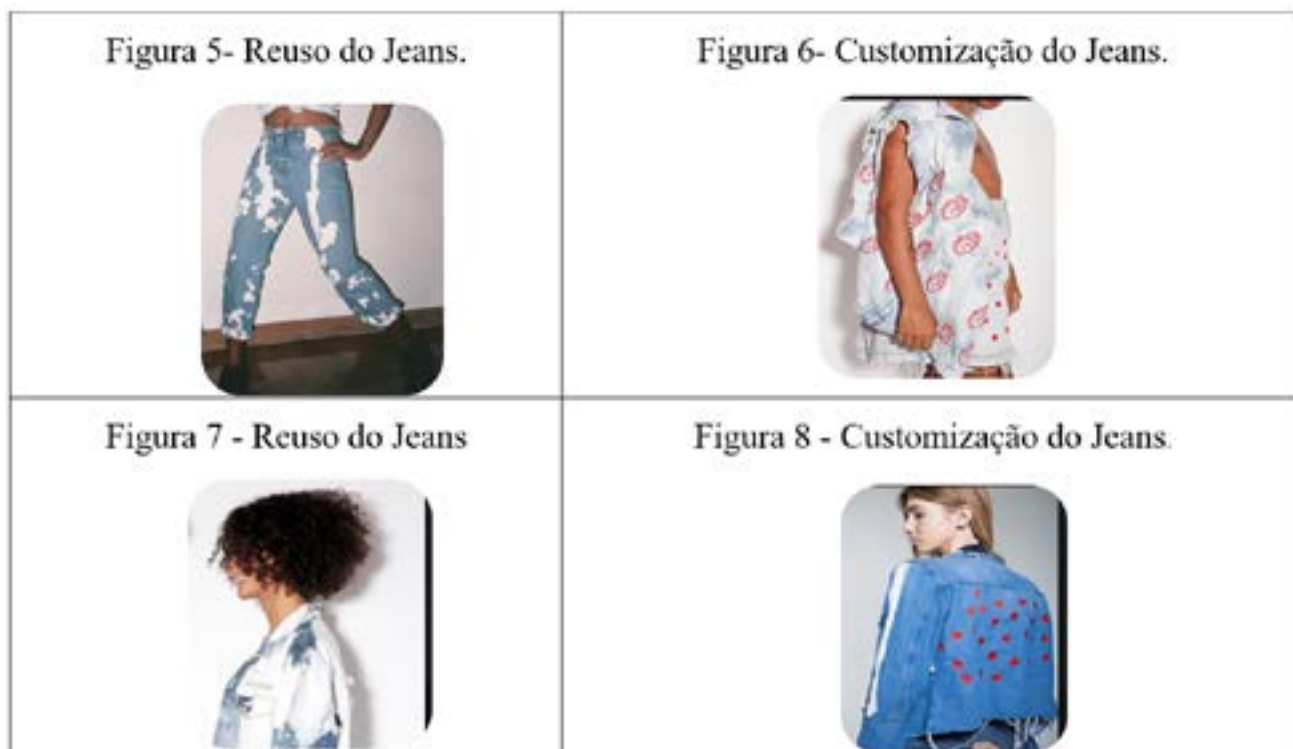 Figura 5- Reuso do Jeans.
Figura 6- Customização do Jeans.
Figura 7 - Reuso do Jeans
Figura 8 - Customização do Jeans.